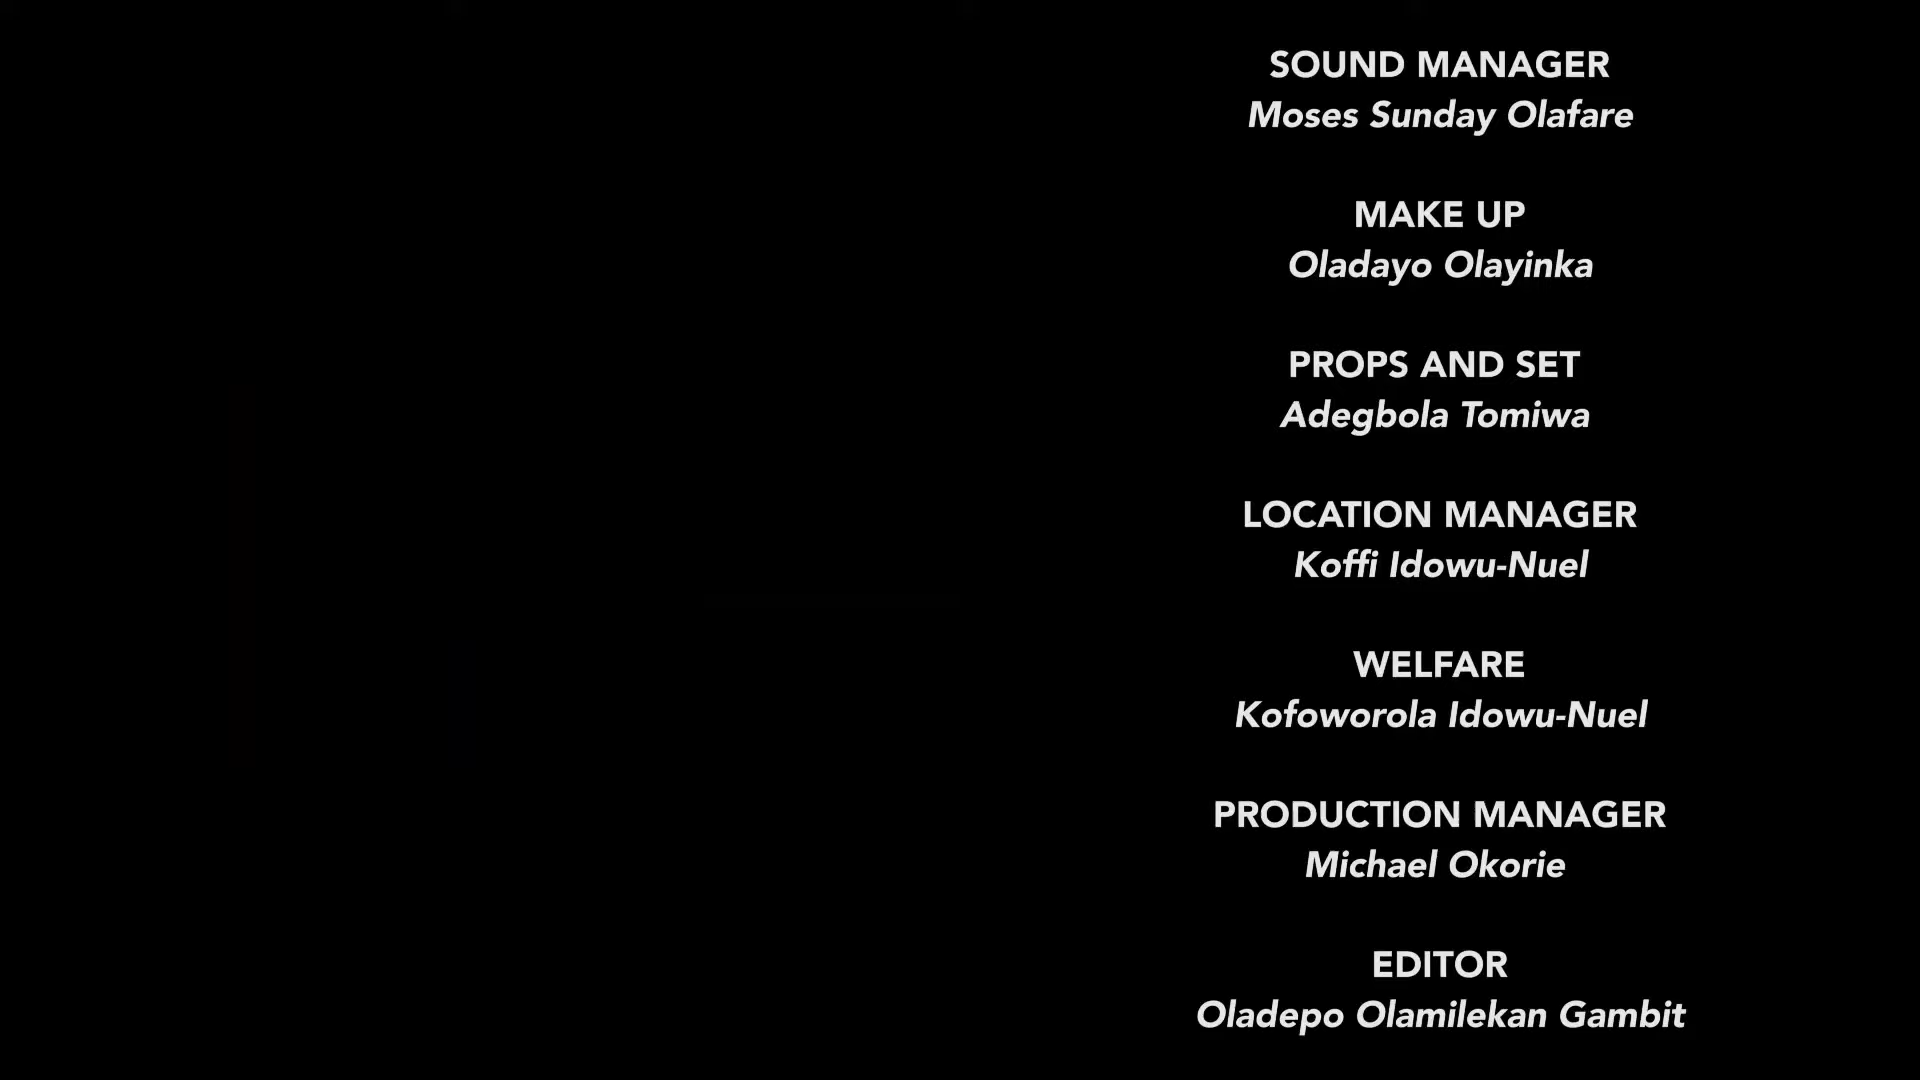 SOUND MANAGER
Moses Sunday Olafare
MAKE UP
Oladayo Olayinka
PROPS AND SET
Adegbola Tomiwa
LOCATION MANAGER
Koffi Idowu-Nuel
WELFARE
Kofoworola Idowu-Nuel
PRODUCTION MANAGER
Michael Okorie
EDITOR
Oladepo Olamilekan Gambit